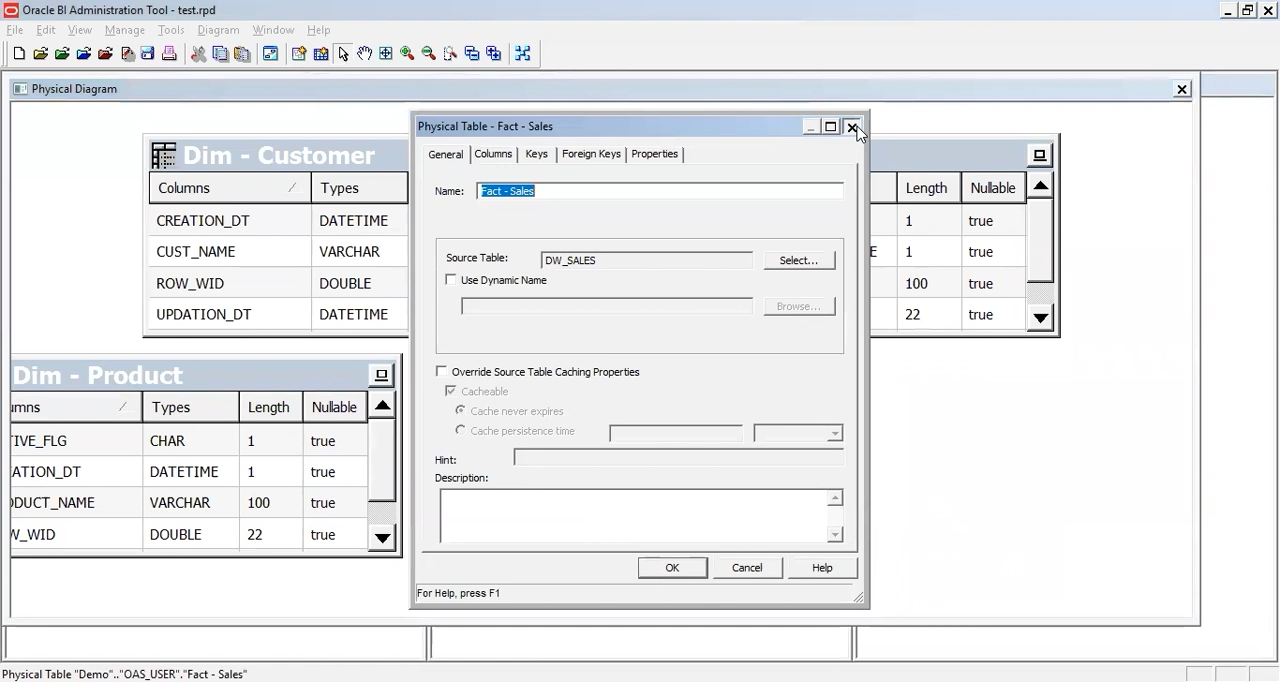 Oracle BI Administration Tool - test.rpd
File Edit View Manage Tools Diagram Window Help
Physical Diagram
Dim - Customer
Columns Types
CREATION_DT DATETIME
CUST_NAME VARCHAR
ROW_WID DOUBLE
UPDATION_DT DATETIME
Dim - Product
umns Types Length Nullable
TIVE_FLG CHAR 1 true
EATION_DT DATETIME 1 true
ODUCT_NAME VARCHAR 100 true
W_WID DOUBLE 22 true
Physical Table - Fact - Sales
General Columns Keys Foreign Keys Properties
Name: Fact - Sales
Source Table: DW_SALES Select...
Use Dynamic Name
Browse...
Override Source Table Caching Properties
Cacheable
Cache never expires
Cache persistence time
Hint:
Description:
OK Cancel Help
For Help, press F1
Length Nullable
1 true
E 1 true
100 true
22 true
Physical Table "Demo".."OAS_USER"."Fact - Sales"